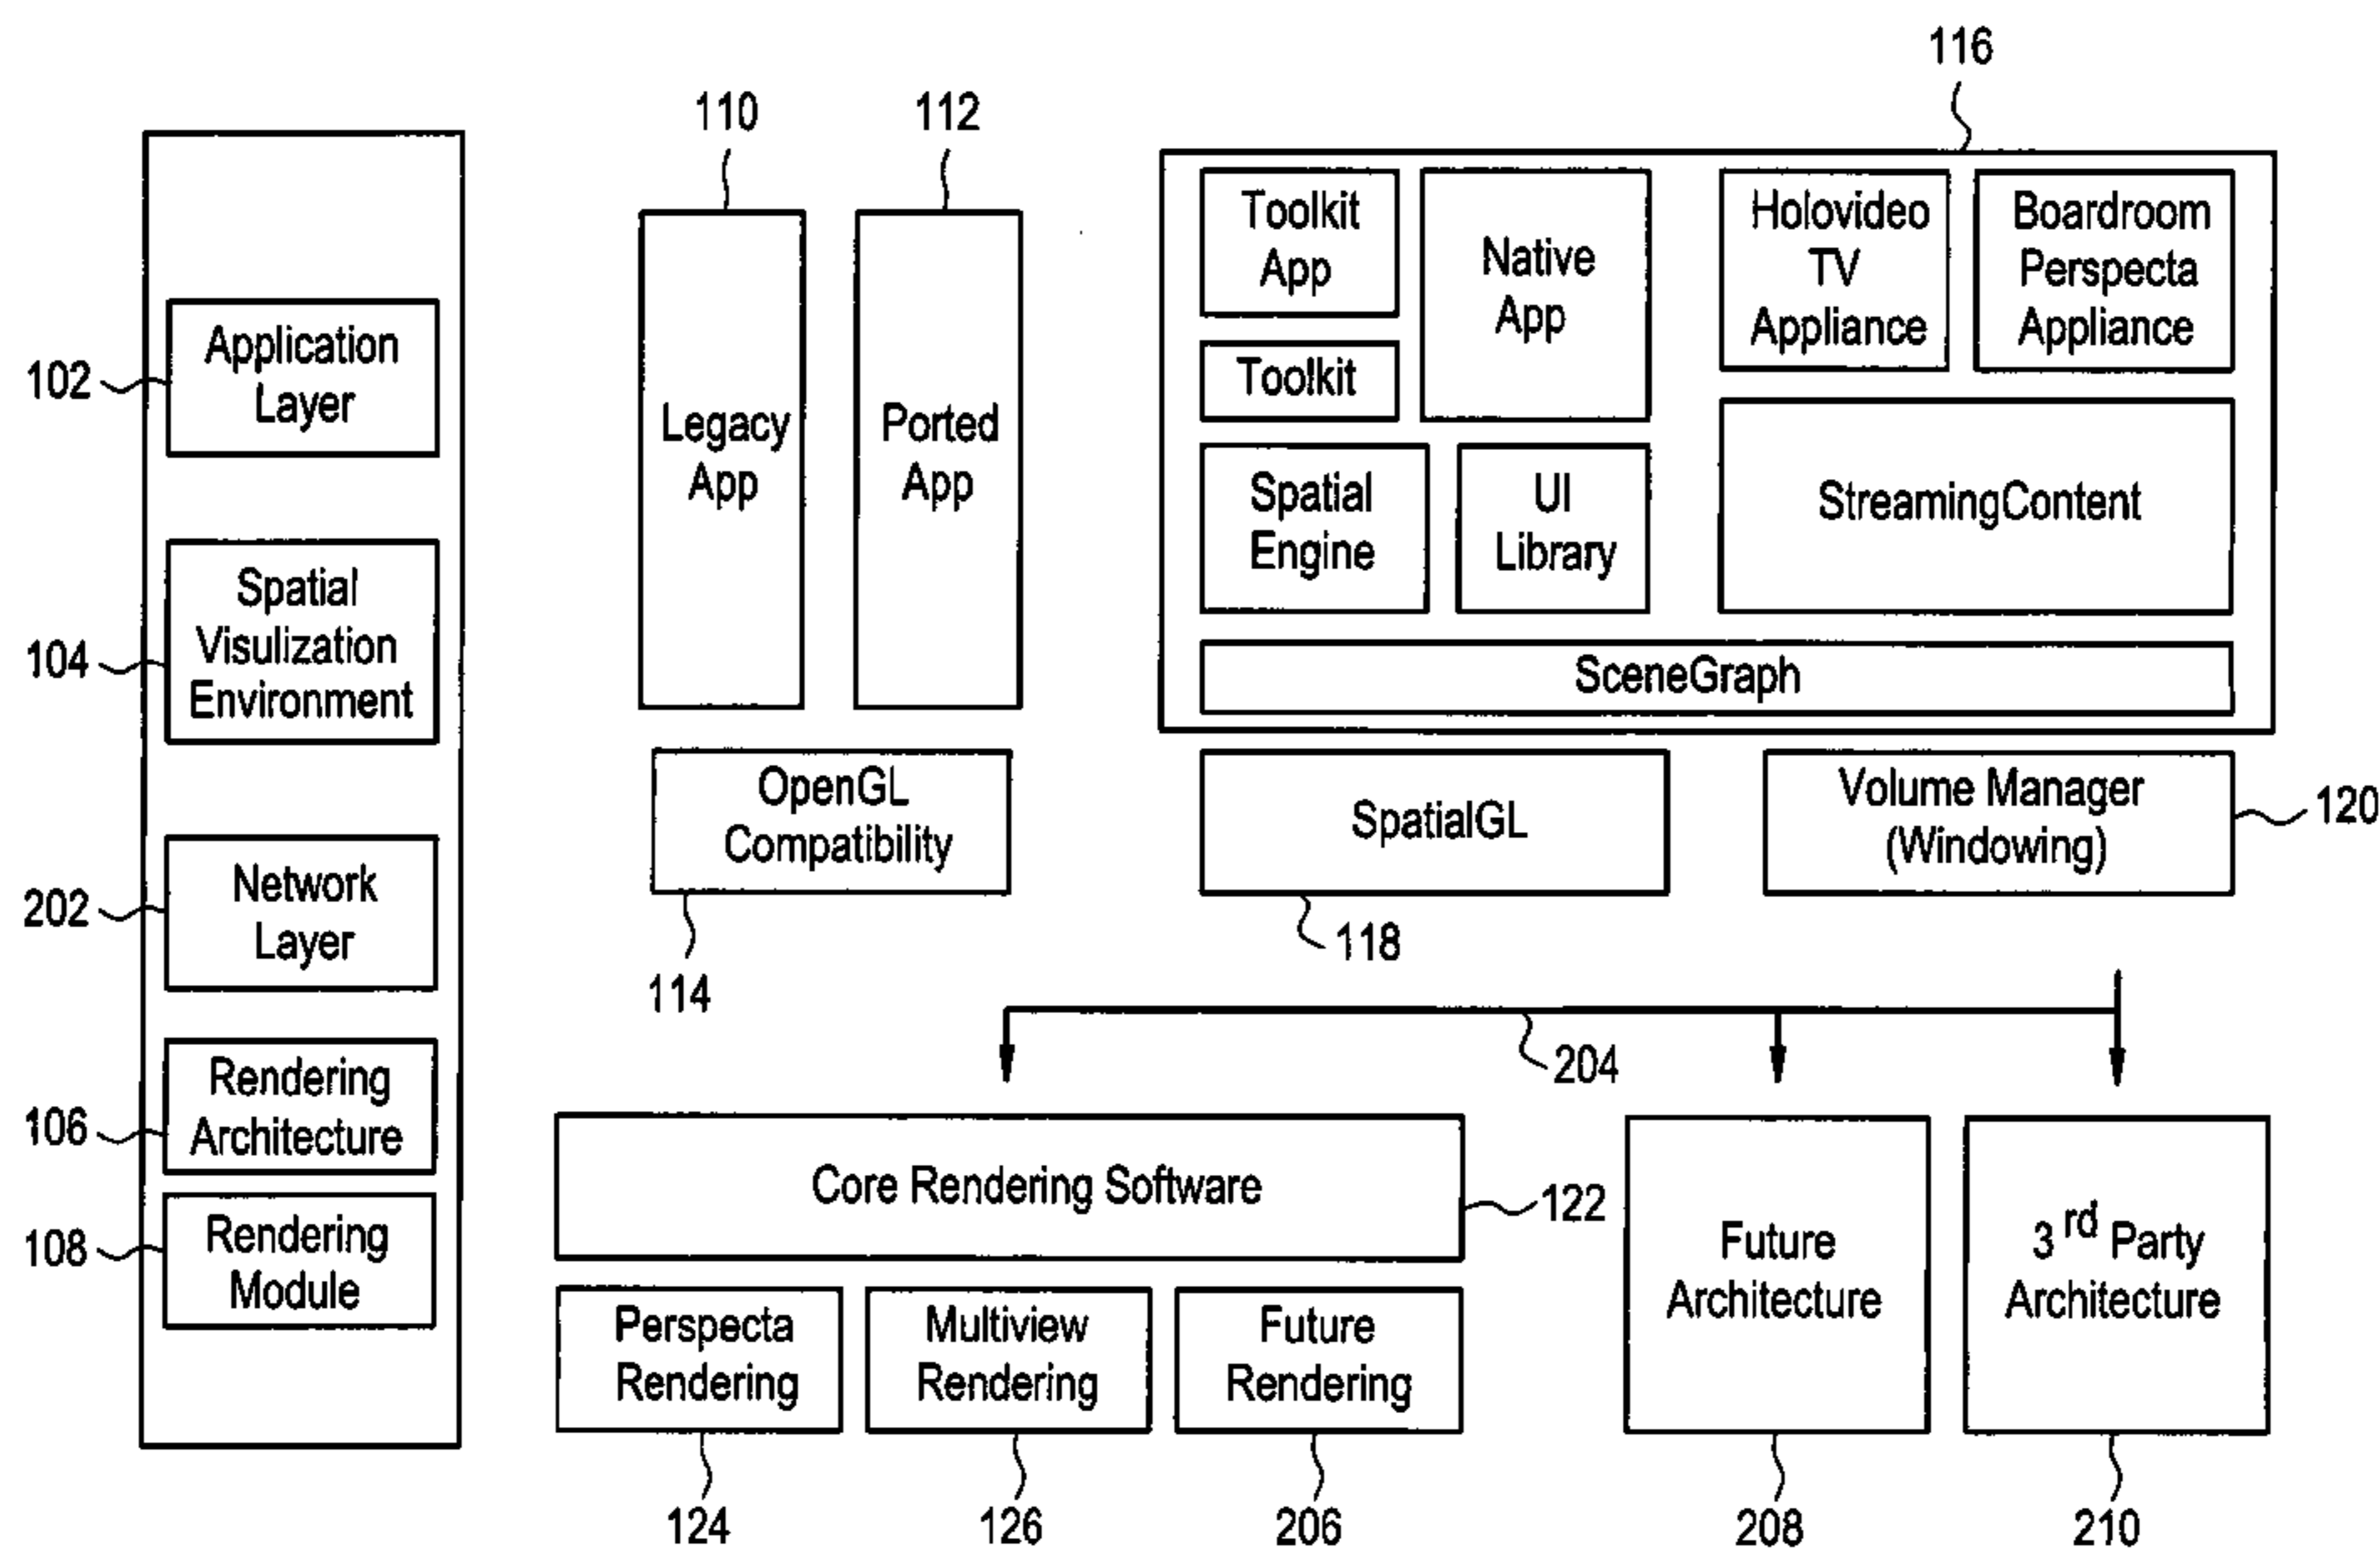 116
110
112
Toolkit
App
Native
App
Holovideo
TV
Appliance
Boardroom
Perspecta
Appliance
Application
Layer
102
Toolkit
Legacy
App
Ported
App
Spatial
Engine
UI
Library
StreamingContent
Spatial
Visulization
Environment
104
SceneGraph
OpenGL
Compatibility
SpatialGL
Volume Manager
(Windowing)
120
Network
Layer
202
118
114
204
Rendering
Architecture
106
Core Rendering Software
122
Rendering
Module
108
Future
Architecture
3rd Party
Architecture
Perspecta
Rendering
Multiview
Rendering
Future
Rendering
124
126
206
208
210